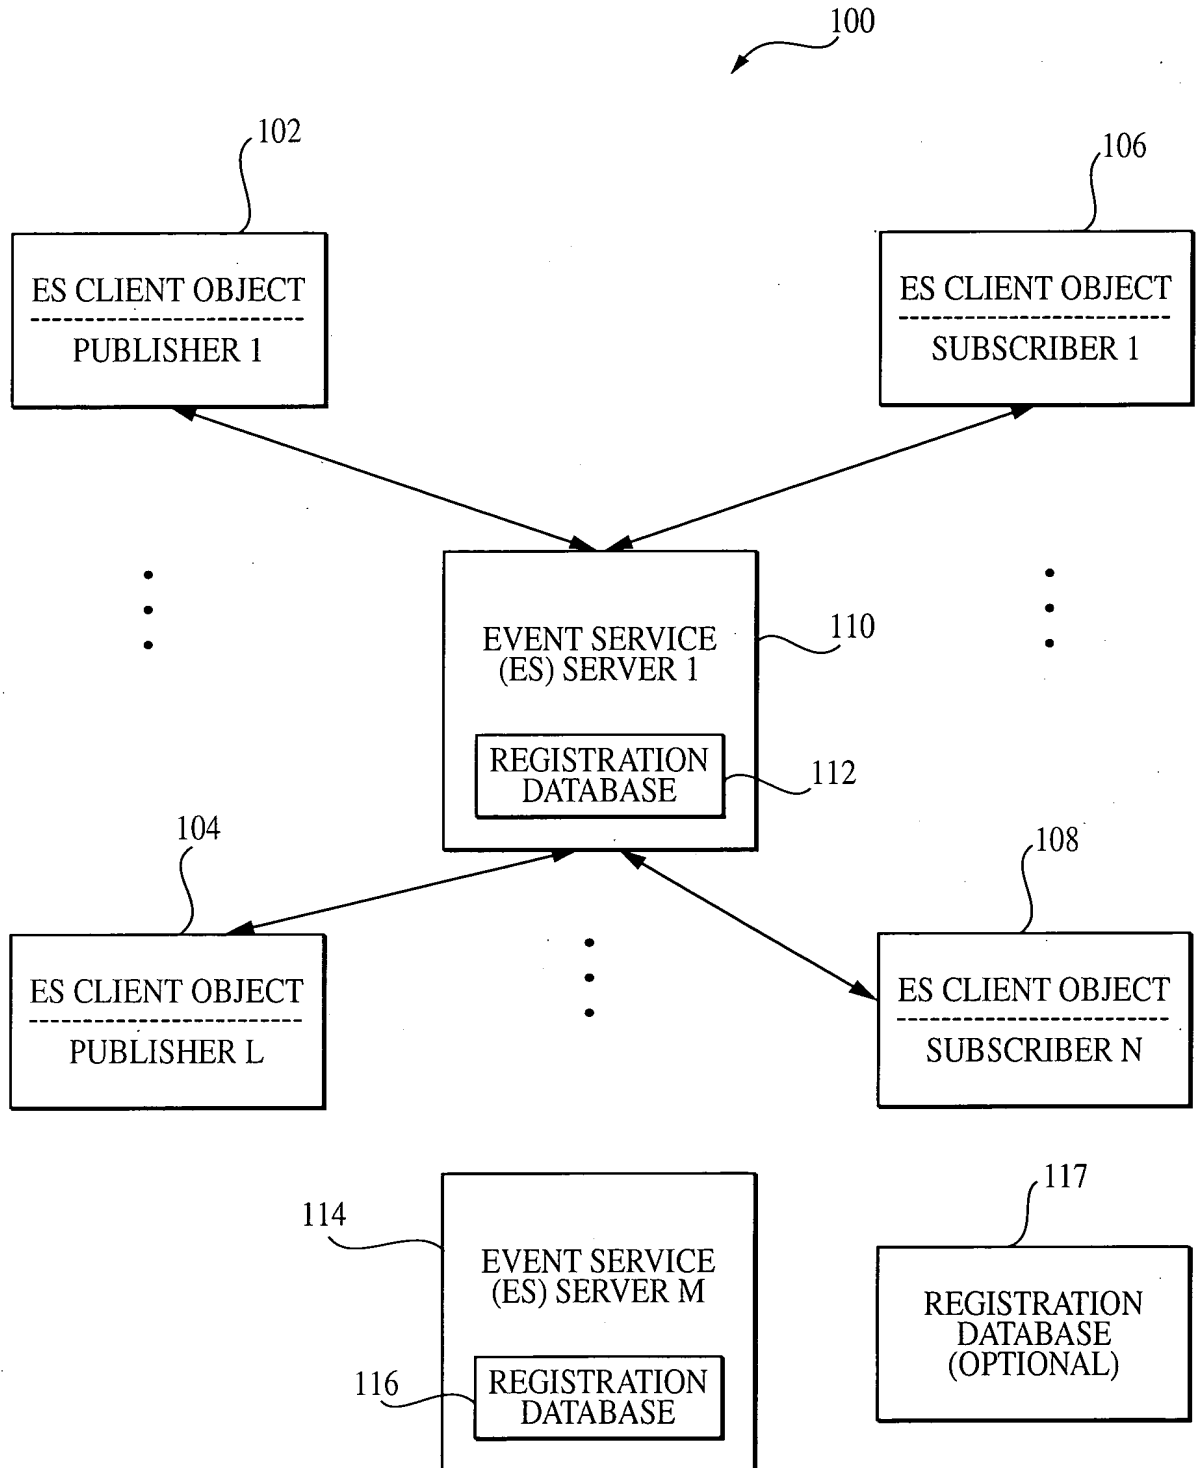 100
102
106
ES CLIENT OBJECT
PUBLISHER 1
ES CLIENT OBJECT
SUBSCRIBER 1
EVENT SERVICE
(ES) SERVER 1
110
REGISTRATION
DATABASE
112
104
108
ES CLIENT OBJECT
PUBLISHER L
ES CLIENT OBJECT
SUBSCRIBER N
114
EVENT SERVICE
(ES) SERVER M
116
REGISTRATION
DATABASE
117
REGISTRATION
DATABASE
(OPTIONAL)